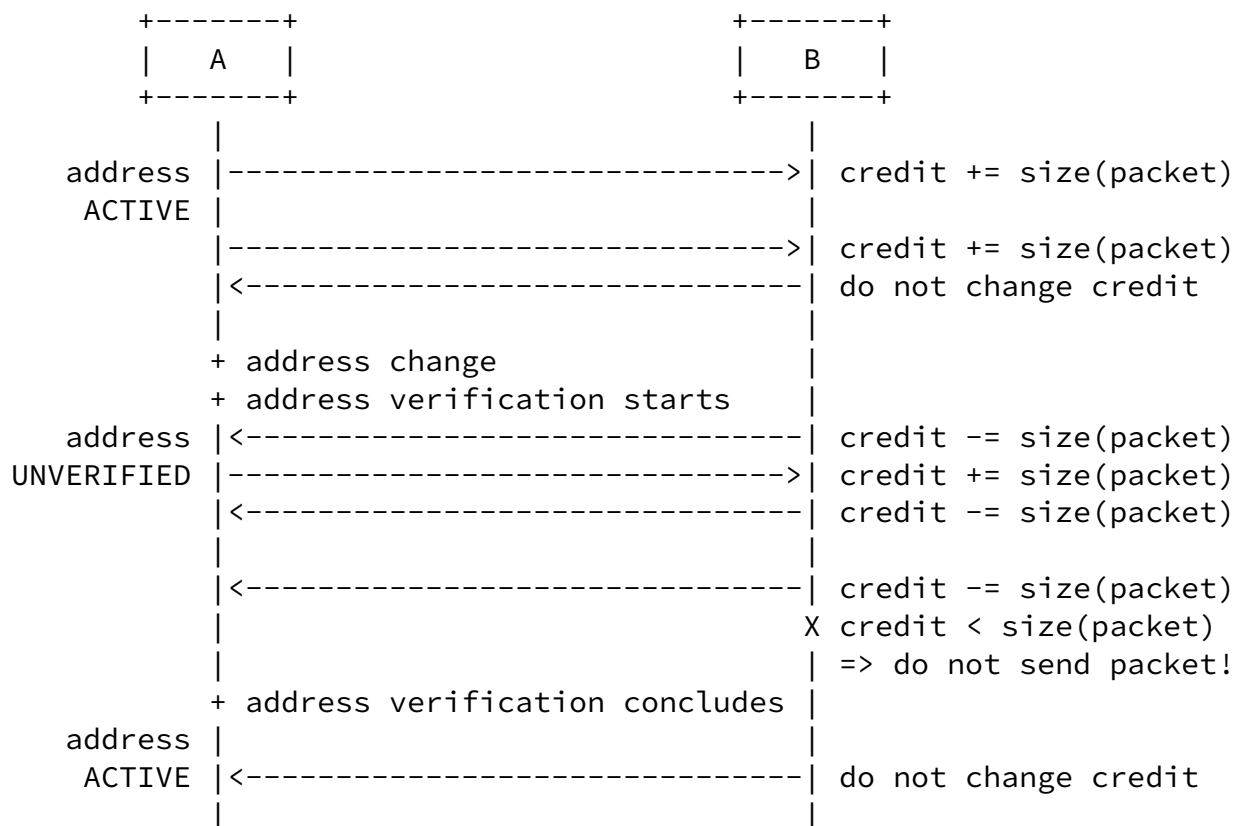 +-------+                        +-------+
|   A   |                        |   B   |
+-------+                        +-------+
    |                                |
address |------------------------------->| credit += size(packet)
ACTIVE |                                |
|------------------------------->| credit += size(packet)
|<-------------------------------| do not change credit
|                                |
+ address change                 |
+ address verification starts    |
address |<-------------------------------| credit -= size(packet)
UNVERIFIED |------------------------------->| credit += size(packet)
|<-------------------------------| credit -= size(packet)
|                                |
|<-------------------------------| credit -= size(packet)
|                                X credit < size(packet)
|                                | => do not send packet!
+ address verification concludes |
address |                                |
ACTIVE |<-------------------------------| do not change credit
|                                |